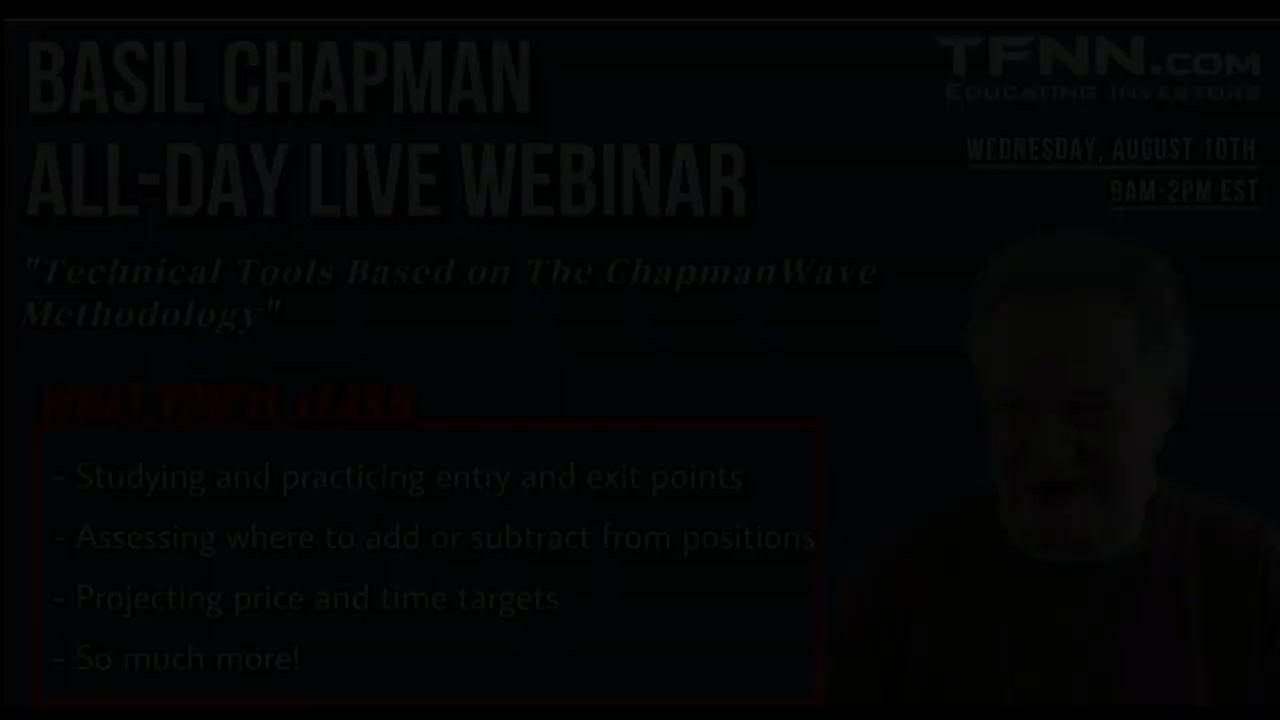 BASIL CHAPMAN
ALL-DAY LIVE WEBINAR
"Technical Tools Based on The ChapmanWave
Methodology"
WHAT YOU'LL LEARN
- Studying and practicing entry and exit points
- Assessing where to add or subtract from positions
- Projecting price and time targets
- So much more!
TFNN.COM
EDUCATING INVESTORS
WEDNESDAY, AUGUST 10TH
9AM-2PM EST